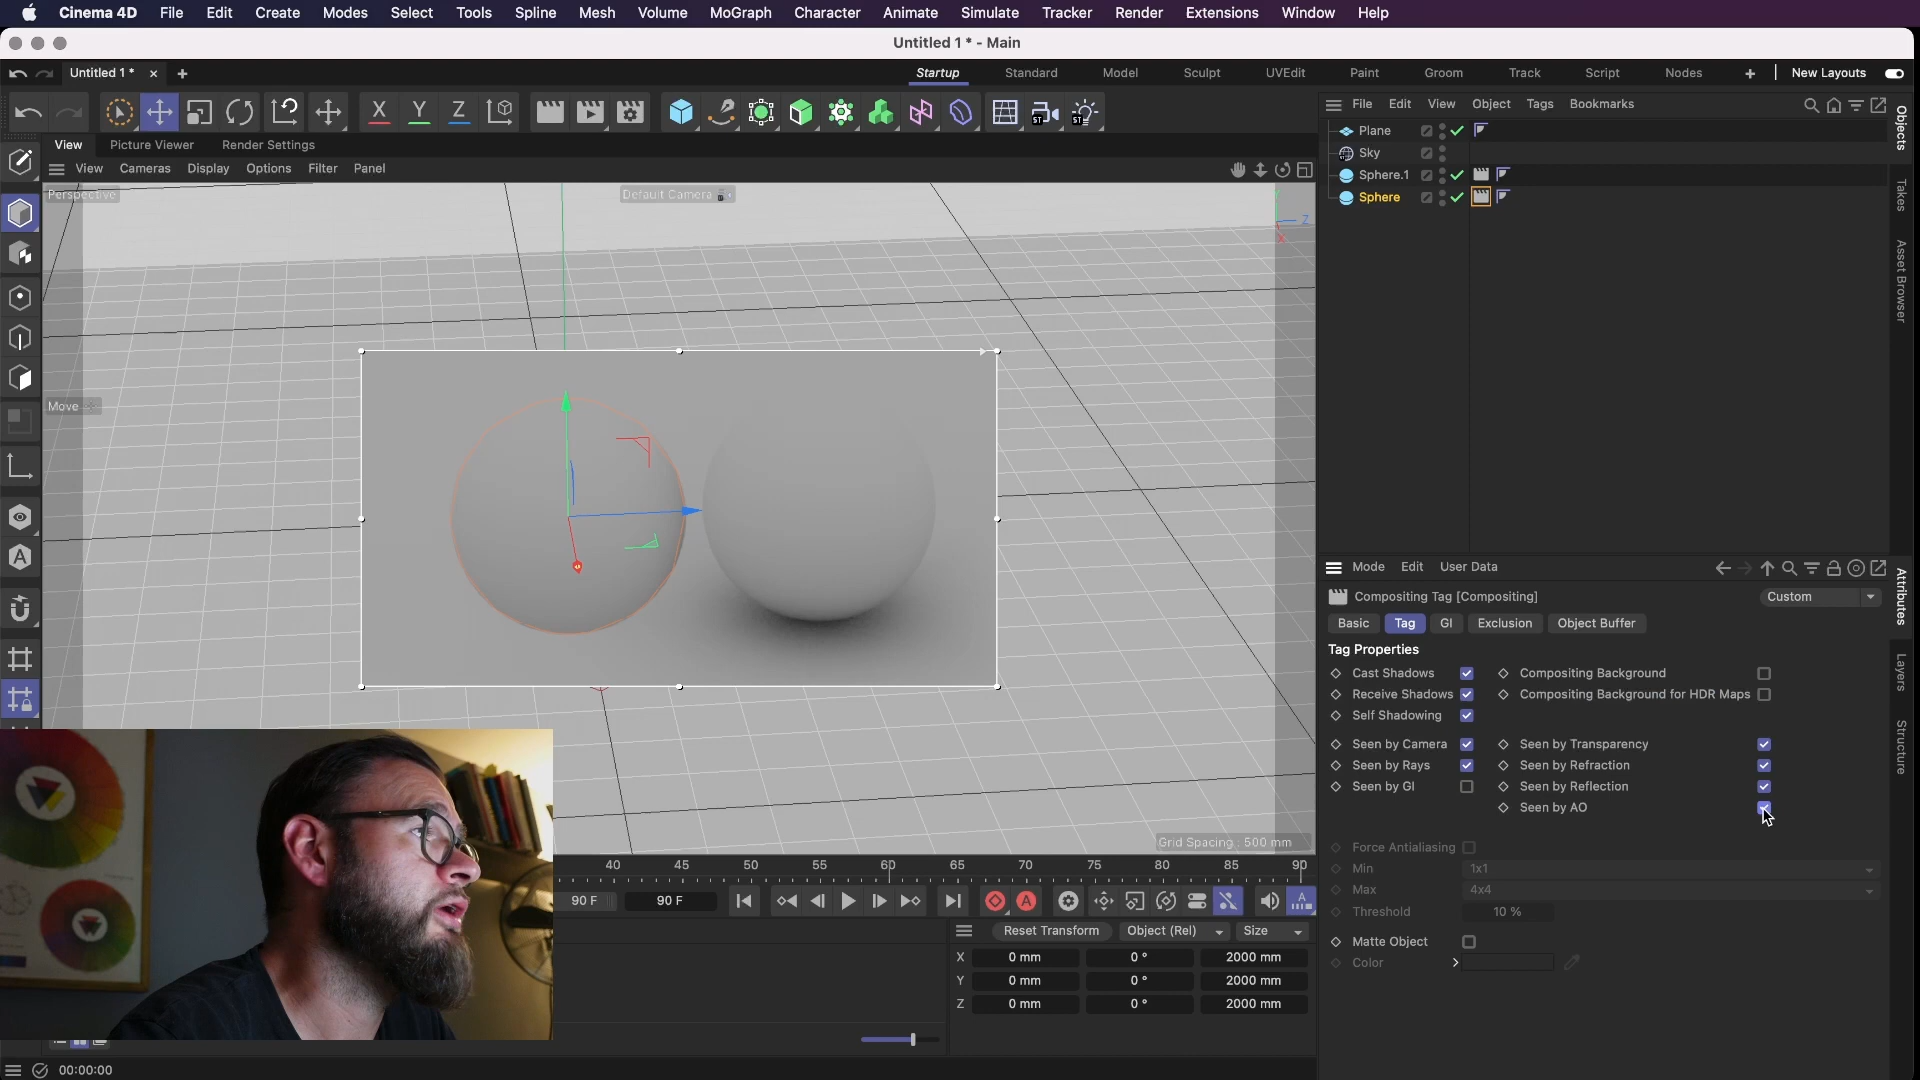 Cinema 4D File Edit Create Modes Select Tools Spline Mesh Volume MoGraph Character Animate Simulate Tracker Render Extensions Window Help
Untitled 1 * - Main
Untitled 1 * Startup Standard Model Sculpt UVEdit Paint Groom Track Script Nodes New Layouts
X Y Z
ST ST
File Edit View Object Tags Bookmarks
View Picture Viewer Render Settings
View Cameras Display Options Filter Panel
Perspective
Default Camera
Z
X
Plane
Sky
Sphere.1
Sphere
Objects
Takes
Asset Browser
Move
Grid Spacing : 500 mm
Mode Edit User Data
Compositing Tag [Compositing]
Custom
Basic Tag GI Exclusion Object Buffer
Tag Properties
Cast Shadows Compositing Background
Receive Shadows Compositing Background for HDR Maps
Self Shadowing
Seen by Camera Seen by Transparency
Seen by Rays Seen by Refraction
Seen by GI Seen by Reflection
Seen by AO
Force Antialiasing
Min 1x1
Max 4x4
Threshold 10 %
Matte Object
Color
Attributes
Layers
Structure
40 45 50 55 60 65 70 75 80 85 90
90 F 90 F
A
Reset Transform Object (Rel) Size
X 0 mm 0 ° 2000 mm
Y 0 mm 0 ° 2000 mm
Z 0 mm 0 ° 2000 mm
00:00:00